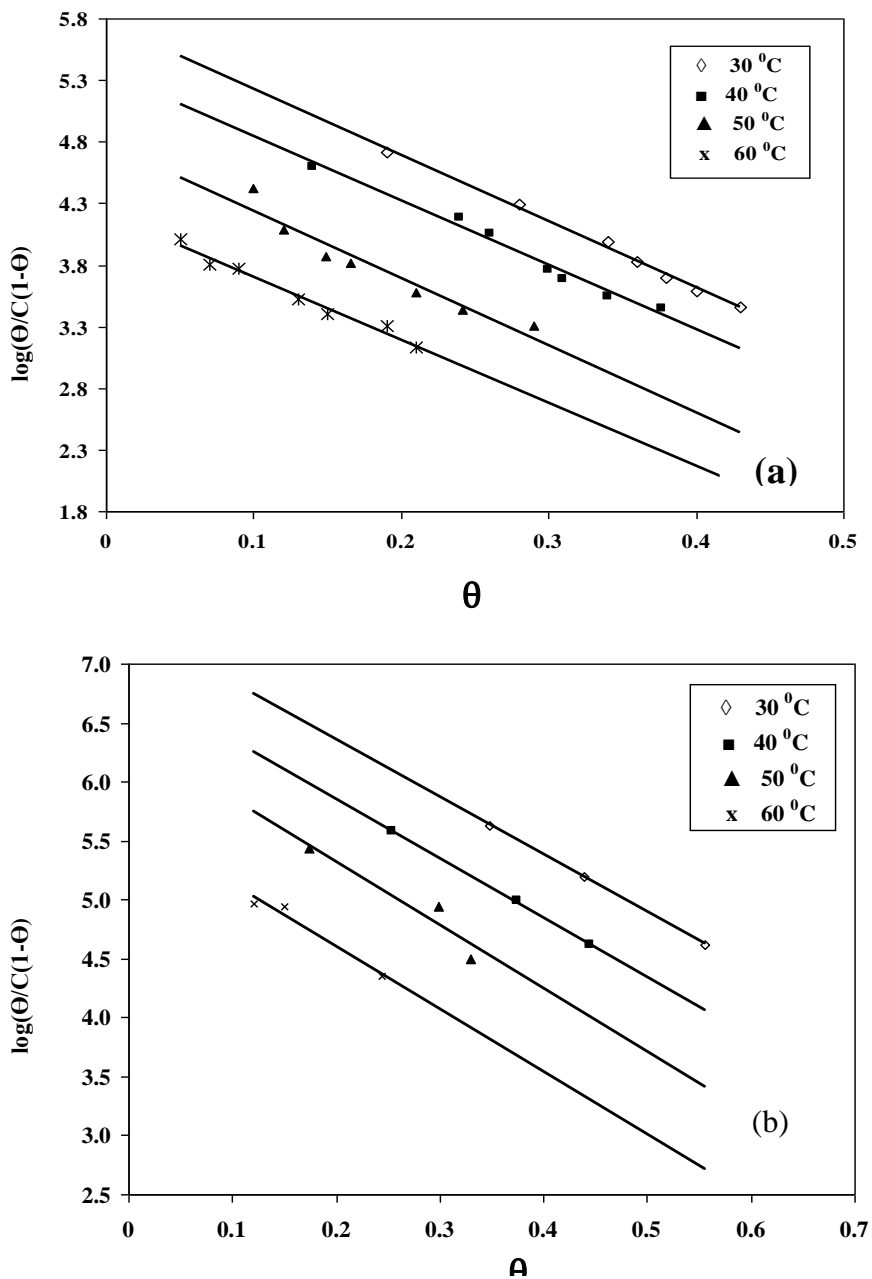 5.8
5.3
4.8
4.3
3.8
3.3
2.8
2.3
1.8
log(Ɵ/C(1-Ɵ)
30 ⁰C
40 ⁰C
50 ⁰C
x 60 ⁰C
(a)
0 0.1 0.2 0.3 0.4 0.5
θ
7.0
6.5
6.0
5.5
5.0
4.5
4.0
3.5
3.0
2.5
log(Ɵ/C(1-Ɵ)
30 ⁰C
40 ⁰C
50 ⁰C
x 60 ⁰C
(b)
0 0.1 0.2 0.3 0.4 0.5 0.6 0.7
θ